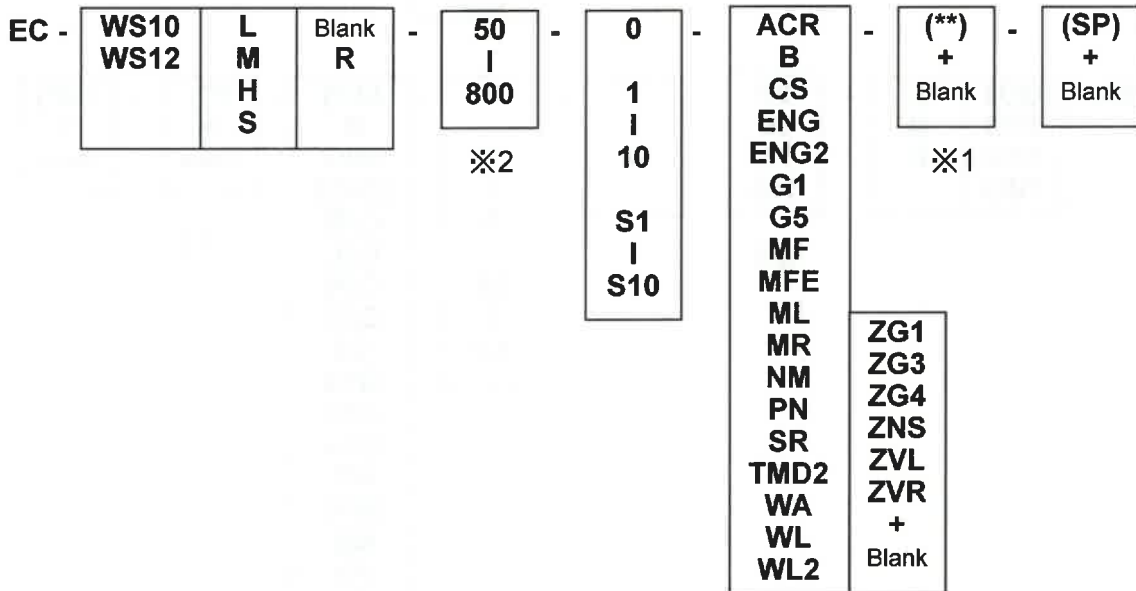 EC - WS10 L Blank - 50 - 0 - ACR - (**) - (SP)
WS12 M R I B + +
H 800 1 CS Blank Blank
S I ENG
※2 10 ENG2 ※1
G1
S1 G5
I MF
S10 MFE
ML
MR ZG1
NM ZG3
PN ZG4
SR ZNS
TMD2 ZVL
WA ZVR
WL +
WL2 Blank